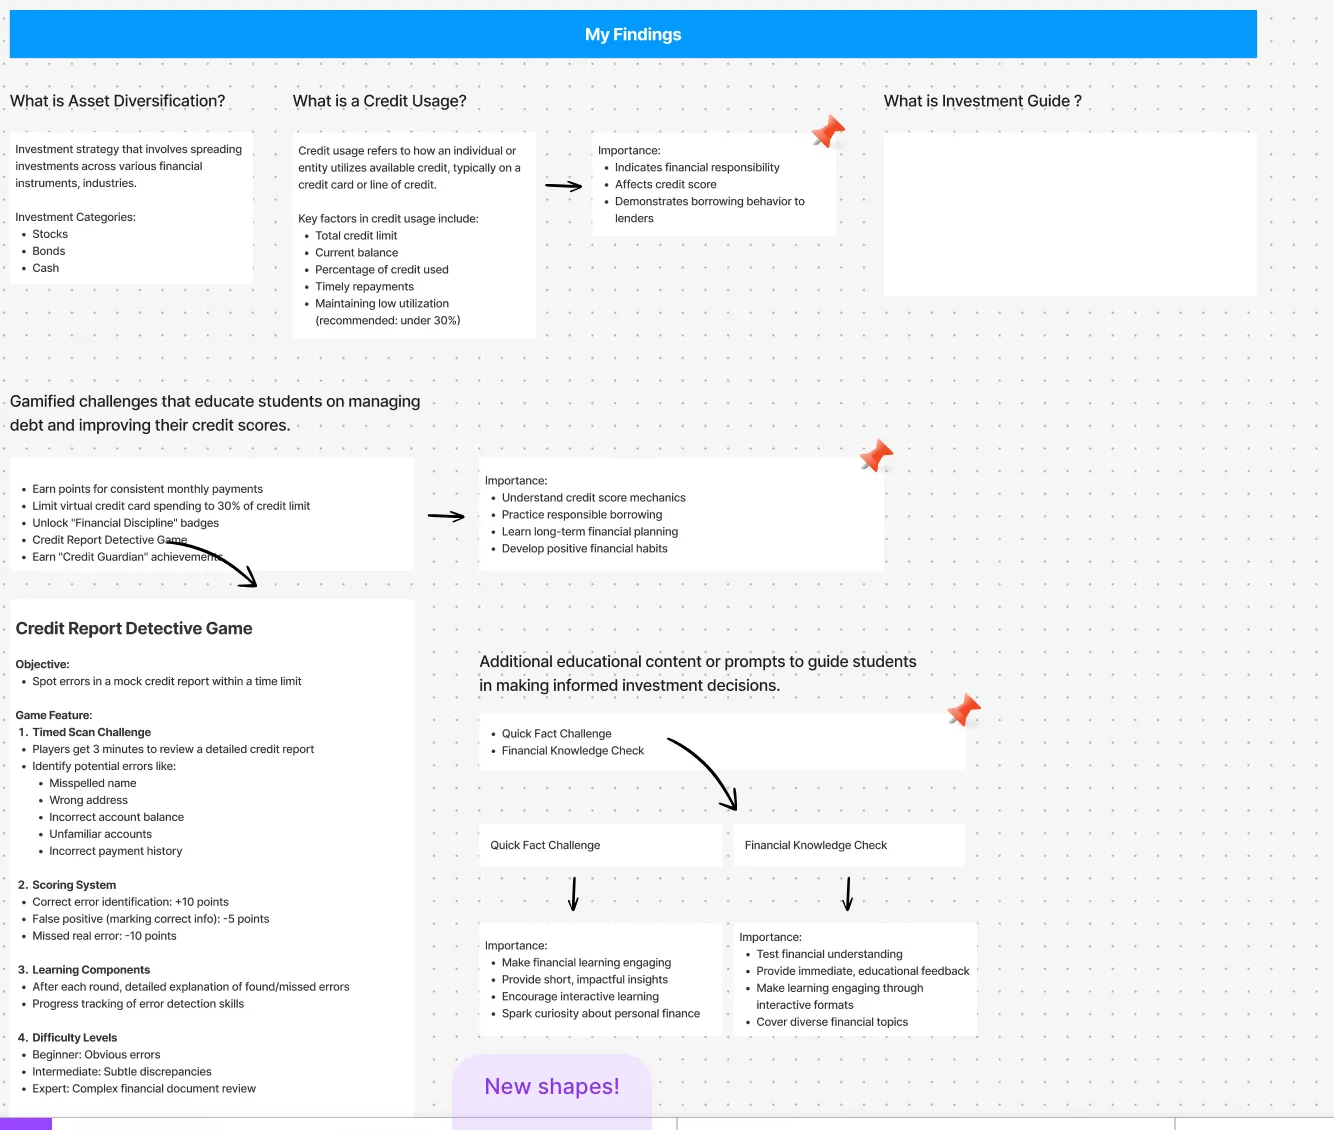 My Findings
What is Asset Diversification?
Investment strategy that involves spreading
investments across various financial
instruments, industries.
Investment Categories:
• Stocks
• Bonds
• Cash
What is a Credit Usage?
Credit usage refers to how an individual or
entity utilizes available credit, typically on a
credit card or line of credit.
Key factors in credit usage include:
• Total credit limit
• Current balance
• Percentage of credit used
• Timely repayments
• Maintaining low utilization
(recommended: under 30%)
Importance:
• Indicates financial responsibility
• Affects credit score
• Demonstrates borrowing behavior to
lenders
What is Investment Guide ?
Gamified challenges that educate students on managing
debt and improving their credit scores.
• Earn points for consistent monthly payments
• Limit virtual credit card spending to 30% of credit limit
• Unlock "Financial Discipline" badges
• Credit Report Detective Game
• Earn "Credit Guardian" achievements
Importance:
• Understand credit score mechanics
• Practice responsible borrowing
• Learn long-term financial planning
• Develop positive financial habits
Credit Report Detective Game
Objective:
• Spot errors in a mock credit report within a time limit
Game Feature:
1. Timed Scan Challenge
• Players get 3 minutes to review a detailed credit report
• Identify potential errors like:
• Misspelled name
• Wrong address
• Incorrect account balance
• Unfamiliar accounts
• Incorrect payment history
2. Scoring System
• Correct error identification: +10 points
• False positive (marking correct info): -5 points
• Missed real error: -10 points
3. Learning Components
• After each round, detailed explanation of found/missed errors
• Progress tracking of error detection skills
4. Difficulty Levels
• Beginner: Obvious errors
• Intermediate: Subtle discrepancies
• Expert: Complex financial document review
Additional educational content or prompts to guide students
in making informed investment decisions.
• Quick Fact Challenge
• Financial Knowledge Check
Quick Fact Challenge
Importance:
• Make financial learning engaging
• Provide short, impactful insights
• Encourage interactive learning
• Spark curiosity about personal finance
Financial Knowledge Check
Importance:
• Test financial understanding
• Provide immediate, educational feedback
• Make learning engaging through
interactive formats
• Cover diverse financial topics
New shapes!